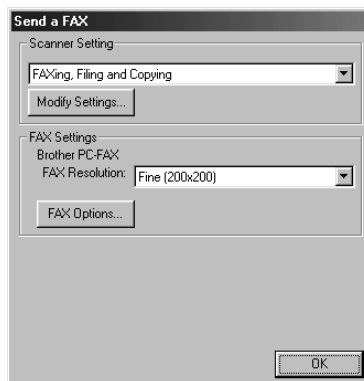 Send a FAX
Scanner Setting
FAXing, Filing and Copying
Modify Settings...
FAX Settings
Brother PC-FAX
FAX Resolution: Fine (200x200)
FAX Options...
OK